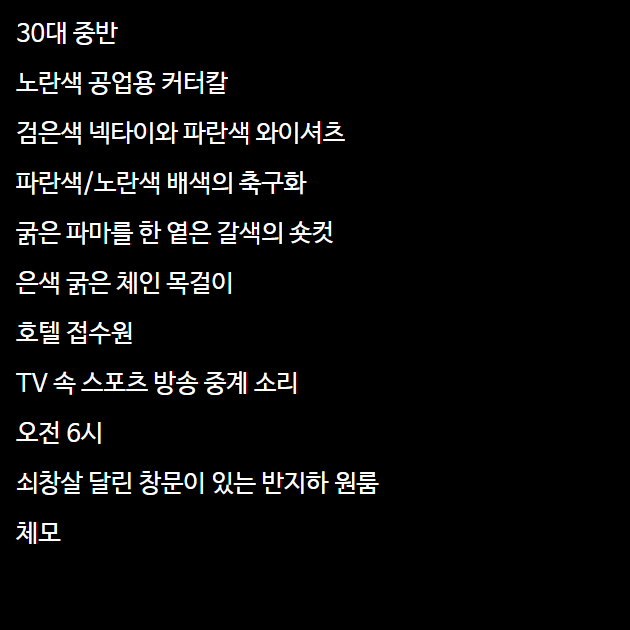 30대 중반
노란색 공업용 커터칼
검은색 넥타이와 파란색 와이셔츠
파란색/노란색 배색의 축구화
굵은 파마를 한 옅은 갈색의 숏컷
은색 굵은 체인 목걸이
호텔 접수원
TV 속 스포츠 방송 중계 소리
오전 6시
쇠창살 달린 창문이 있는 반지하 원룸
체모